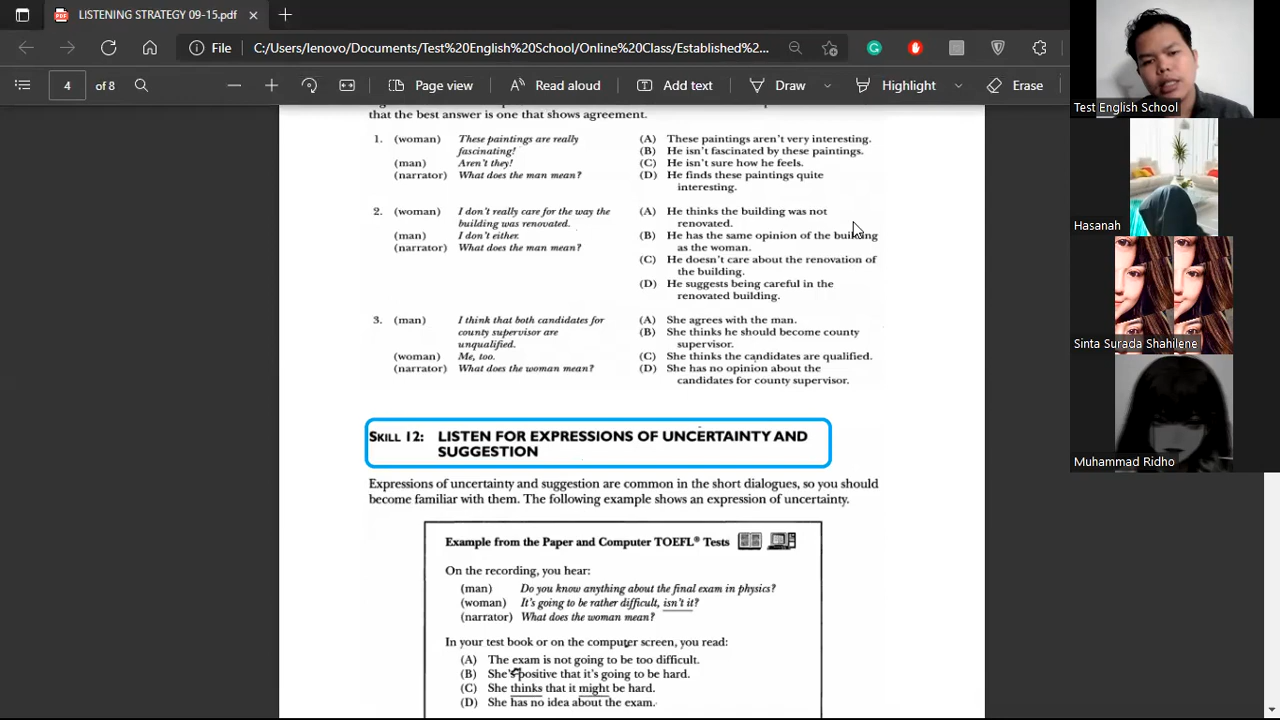 LISTENING STRATEGY 09-15.pdf
File
C:/Users/lenovo/Documents/Test%20English%20School/Online%20Class/Established%2...
4 of 8
Page view
Read aloud
Add text
Draw
Highlight
Erase
that the best answer is one that shows agreement.
1. (woman) These paintings are really
fascinating!
(man) Aren't they!
(narrator) What does the man mean?
(A) These paintings aren't very interesting.
(B) He isn't fascinated by these paintings.
(C) He isn't sure how he feels.
(D) He finds these paintings quite
interesting.
2. (woman) I don't really care for the way the
building was renovated.
(man) I don't either.
(narrator) What does the man mean?
(A) He thinks the building was not
renovated.
(B) He has the same opinion of the building
as the woman.
(C) He doesn't care about the renovation of
the building.
(D) He suggests being careful in the
renovated building.
3. (man) I think that both candidates for
county supervisor are
unqualified.
(woman) Me, too.
(narrator) What does the woman mean?
(A) She agrees with the man.
(B) She thinks he should become county
supervisor.
(C) She thinks the candidates are qualified.
(D) She has no opinion about the
candidates for county supervisor.
SKILL 12: LISTEN FOR EXPRESSIONS OF UNCERTAINTY AND
SUGGESTION
Expressions of uncertainty and suggestion are common in the short dialogues, so you should
become familiar with them. The following example shows an expression of uncertainty.
Example from the Paper and Computer TOEFL® Tests
On the recording, you hear:
(man) Do you know anything about the final exam in physics?
(woman) It's going to be rather difficult, isn't it?
(narrator) What does the woman mean?
In your test book or on the computer screen, you read:
(A) The exam is not going to be too difficult.
(B) She's positive that it's going to be hard.
(C) She thinks that it might be hard.
(D) She has no idea about the exam.
Test English School
Hasanah
Sinta Surada Shahilene
Muhammad Ridho